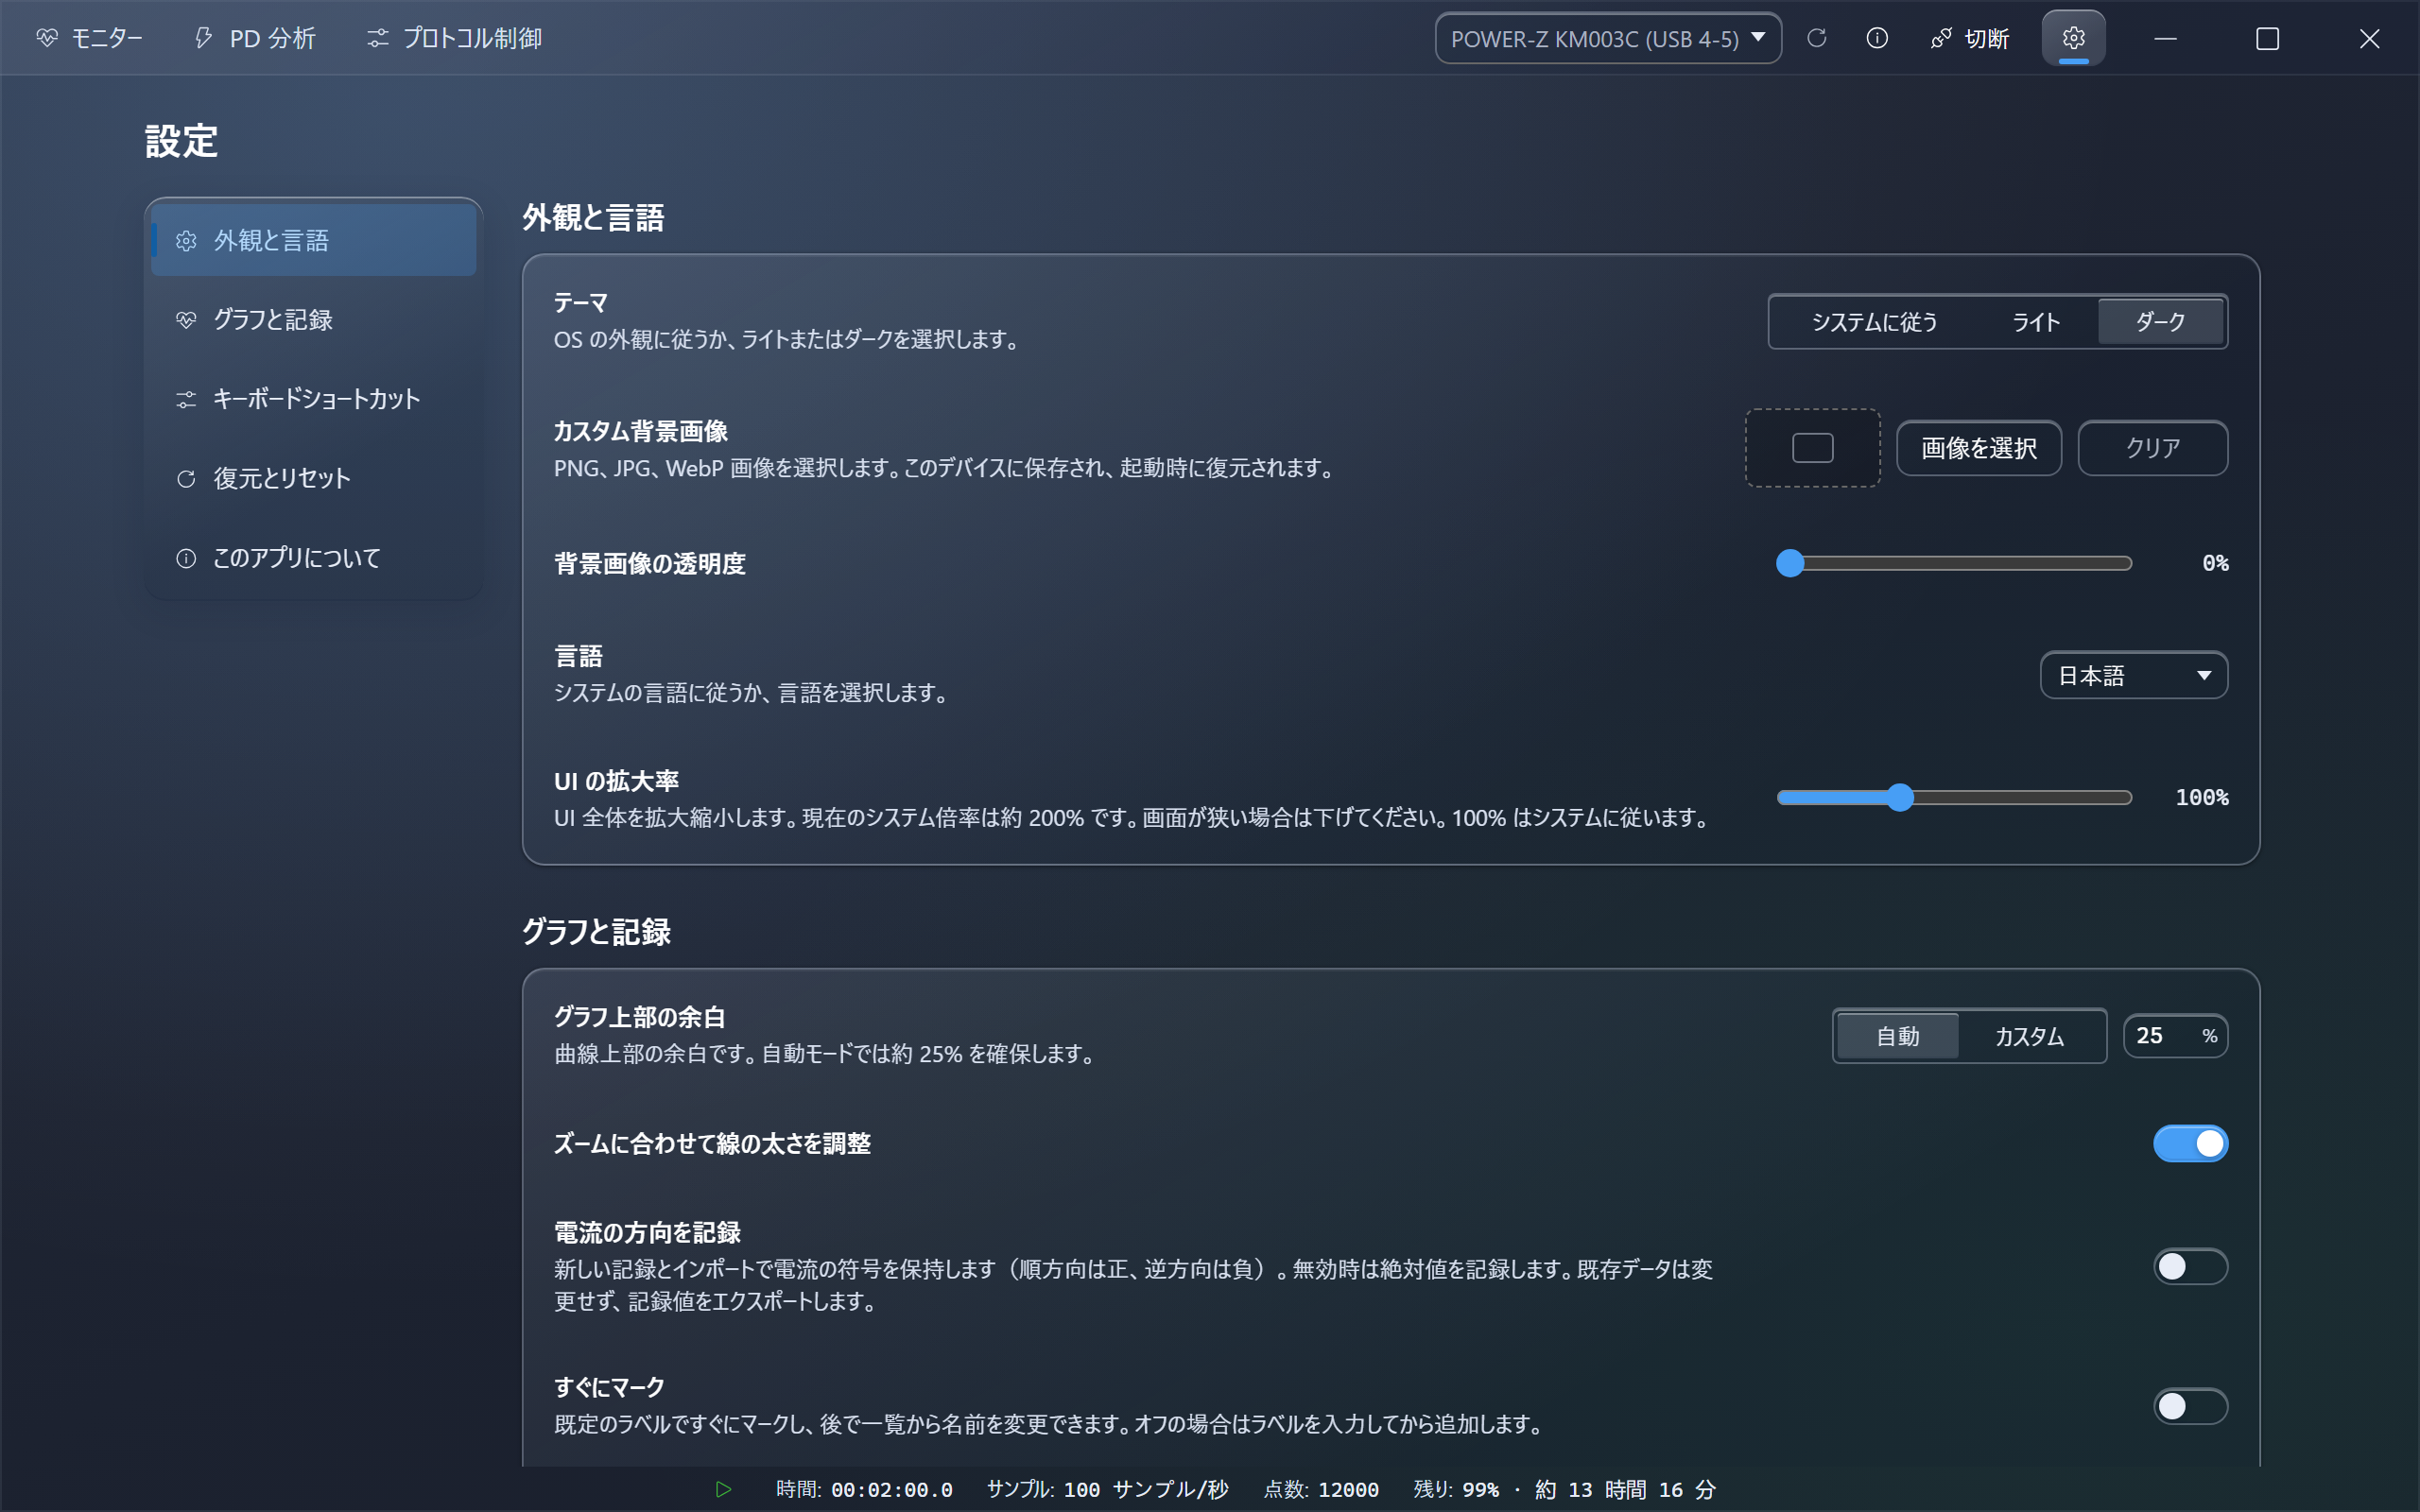 モニター
PD 分析
プロトコル制御
POWER-Z KM003C (USB 4-5)
切断
設定
外観と言語
グラフと記録
キーボードショートカット
復元とリセット
このアプリについて
外観と言語
テーマ
OS の外観に従うか、ライトまたはダークを選択します。
システムに従う
ライト
ダーク
カスタム背景画像
PNG、JPG、WebP 画像を選択します。このデバイスに保存され、起動時に復元されます。
画像を選択
クリア
背景画像の透明度
0%
言語
システムの言語に従うか、言語を選択します。
日本語
UI の拡大率
UI 全体を拡大縮小します。現在のシステム倍率は約 200% です。画面が狭い場合は下げてください。100% はシステムに従います。
100%
グラフと記録
グラフ上部の余白
曲線上部の余白です。自動モードでは約 25% を確保します。
自動
カスタム
25 %
ズームに合わせて線の太さを調整
電流の方向を記録
新しい記録とインポートで電流の符号を保持します（順方向は正、逆方向は負）。無効時は絶対値を記録します。既存データは変
更せず、記録値をエクスポートします。
すぐにマーク
既定のラベルですぐにマークし、後で一覧から名前を変更できます。オフの場合はラベルを入力してから追加します。
時間: 00:02:00.0 サンプル: 100 サンプル/秒 点数: 12000 残り: 99% · 約 13 時間 16 分